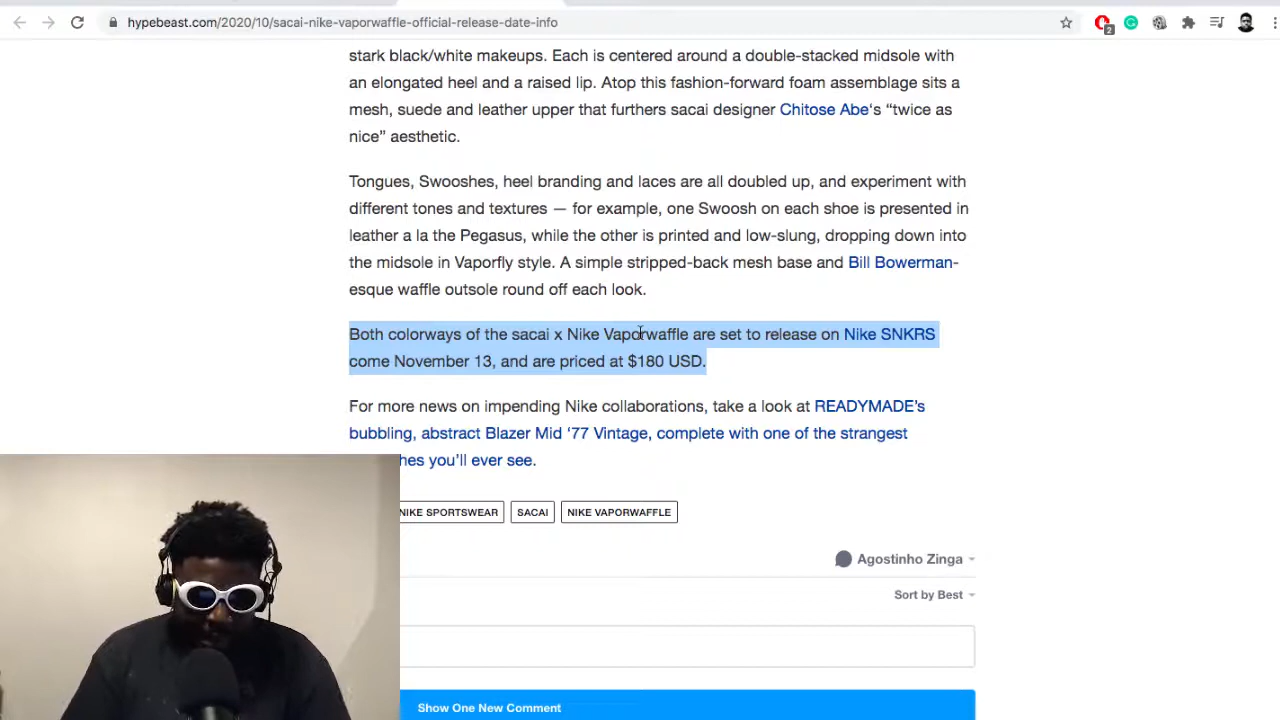 hypebeast.com/2020/10/sacai-nike-vaporwaffle-official-release-date-info
2
stark black/white makeups. Each is centered around a double-stacked midsole with
an elongated heel and a raised lip. Atop this fashion-forward foam assemblage sits a
mesh, suede and leather upper that furthers sacai designer Chitose Abe‘s “twice as
nice” aesthetic.
Tongues, Swooshes, heel branding and laces are all doubled up, and experiment with
different tones and textures — for example, one Swoosh on each shoe is presented in
leather a la the Pegasus, while the other is printed and low-slung, dropping down into
the midsole in Vaporfly style. A simple stripped-back mesh base and Bill Bowerman-
esque waffle outsole round off each look.
Both colorways of the sacai x Nike Vaporwaffle are set to release on Nike SNKRS
come November 13, and are priced at $180 USD.
For more news on impending Nike collaborations, take a look at READYMADE’s
bubbling, abstract Blazer Mid ‘77 Vintage, complete with one of the strangest
hes you’ll ever see.
NIKE SPORTSWEAR SACAI NIKE VAPORWAFFLE
Agostinho Zinga
Sort by Best
Show One New Comment